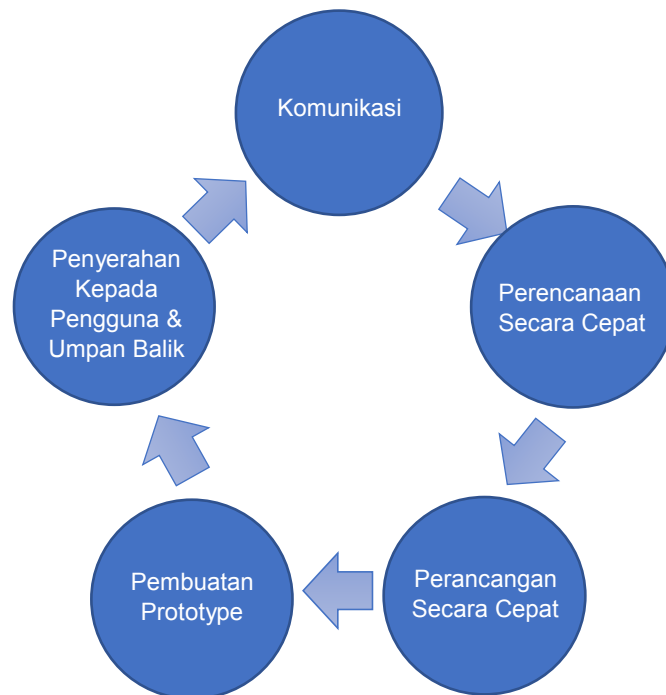 Komunikasi
Perencanaan
Secara Cepat
Perancangan
Secara Cepat
Pembuatan
Prototype
Penyerahan
Kepada
Pengguna &
Umpan Balik